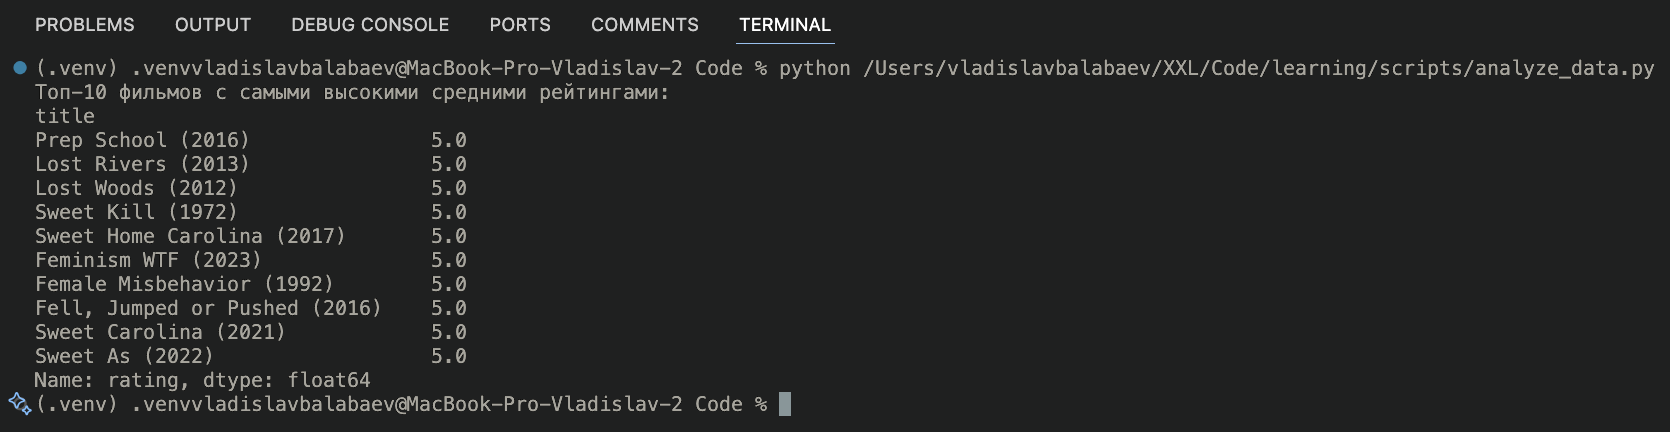 PROBLEMS OUTPUT DEBUG CONSOLE PORTS COMMENTS TERMINAL
(.venv) .venvvladislavbalabaev@MacBook-Pro-Vladislav-2 Code % python /Users/vladislavbalabaev/XXL/Code/learning/scripts/analyze_data.py
Топ-10 фильмов с самыми высокими средними рейтингами:
title
Prep School (2016) 5.0
Lost Rivers (2013) 5.0
Lost Woods (2012) 5.0
Sweet Kill (1972) 5.0
Sweet Home Carolina (2017) 5.0
Feminism WTF (2023) 5.0
Female Misbehavior (1992) 5.0
Fell, Jumped or Pushed (2016) 5.0
Sweet Carolina (2021) 5.0
Sweet As (2022) 5.0
Name: rating, dtype: float64
(.venv) .venvvladislavbalabaev@MacBook-Pro-Vladislav-2 Code %